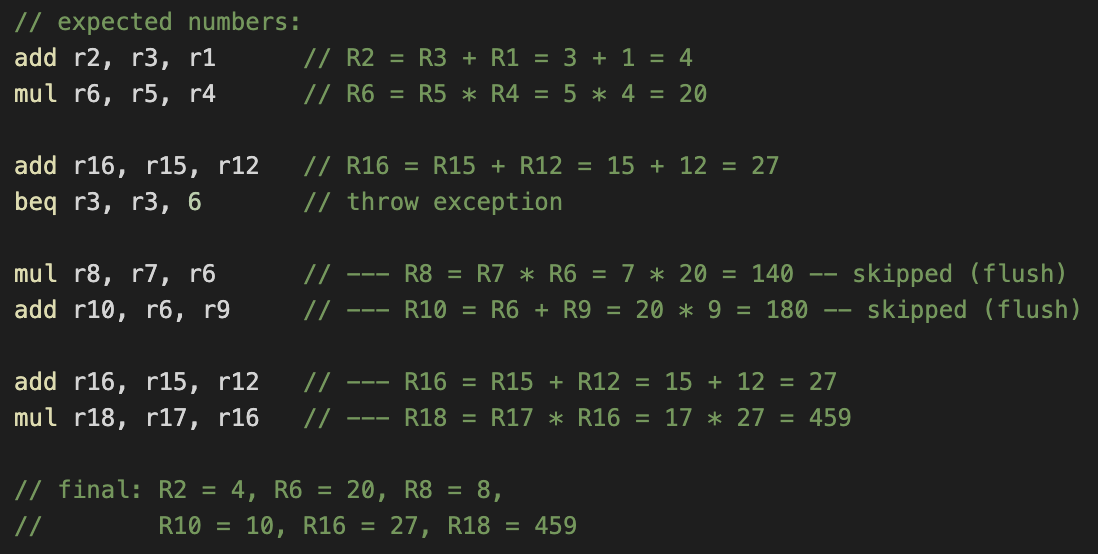 // expected numbers:
add r2, r3, r1      // R2 = R3 + R1 = 3 + 1 = 4
mul r6, r5, r4      // R6 = R5 * R4 = 5 * 4 = 20
add r16, r15, r12   // R16 = R15 + R12 = 15 + 12 = 27
beq r3, r3, 6       // throw exception
mul r8, r7, r6      // --- R8 = R7 * R6 = 7 * 20 = 140 -- skipped (flush)
add r10, r6, r9     // --- R10 = R6 + R9 = 20 * 9 = 180 -- skipped (flush)
add r16, r15, r12   // --- R16 = R15 + R12 = 15 + 12 = 27
mul r18, r17, r16   // --- R18 = R17 * R16 = 17 * 27 = 459
// final: R2 = 4, R6 = 20, R8 = 8,
//        R10 = 10, R16 = 27, R18 = 459